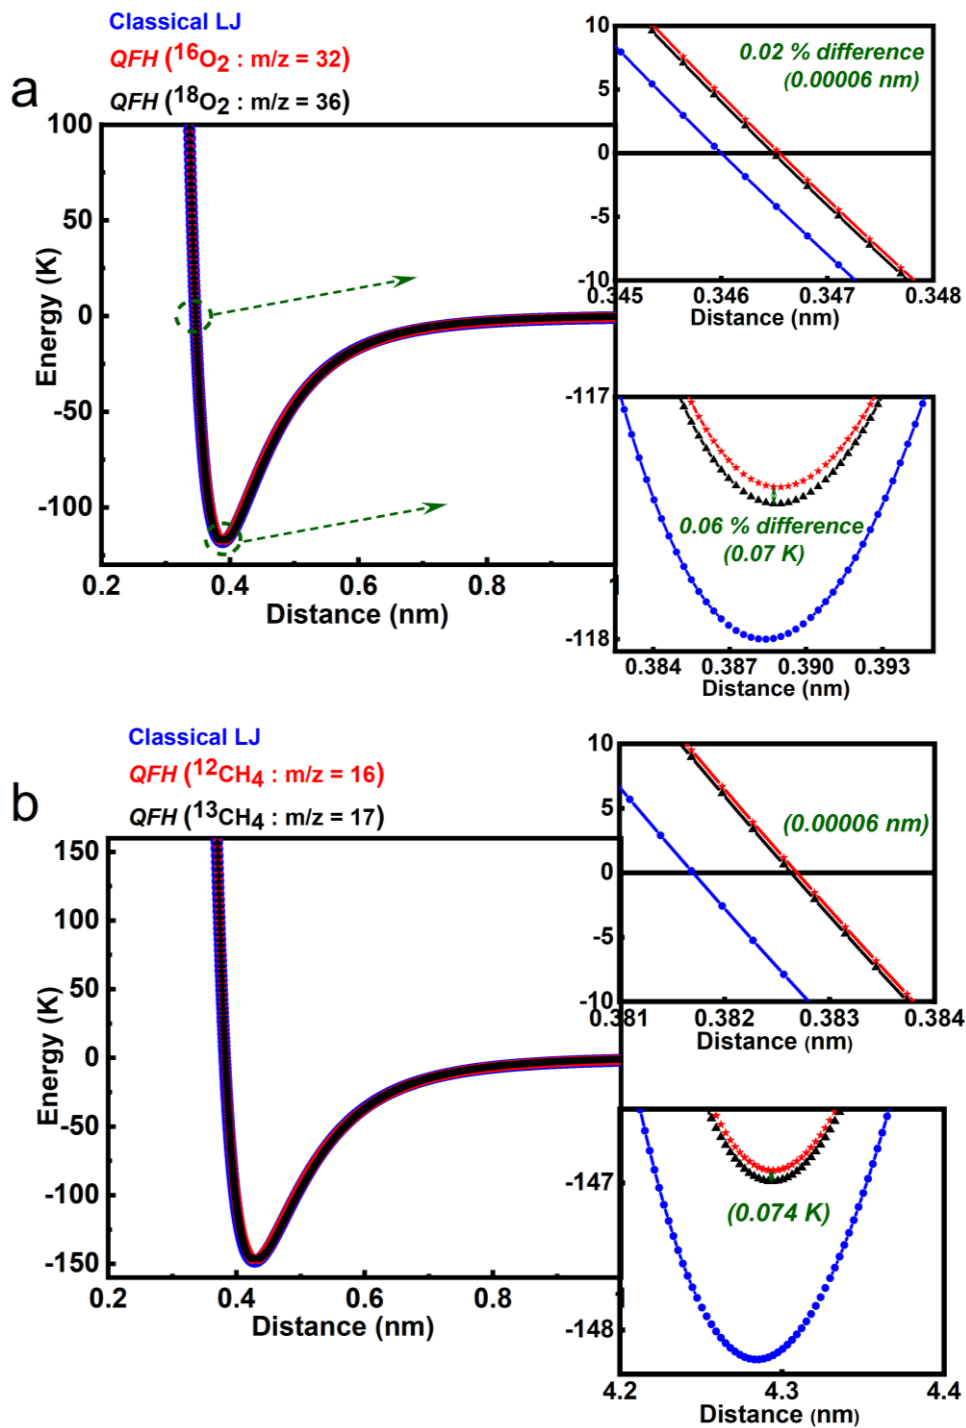 Classical LJ
QFH (16O2 : m/z = 32)
QFH (18O2 : m/z = 36)
a
100
50
0
-50
-100
Energy (K)
0.2 0.4 0.6 0.8 1
Distance (nm)
10
5
0
-5
-10
0.02 % difference
(0.00006 nm)
0.345 0.346 0.347 0.348
Distance (nm)
-117
-118
0.06 % difference
(0.07 K)
0.384 0.387 0.390 0.393
Distance (nm)
Classical LJ
QFH (12CH4 : m/z = 16)
QFH (13CH4 : m/z = 17)
b
150
100
50
0
-50
-100
-150
Energy (K)
0.2 0.4 0.6 0.8 1
Distance (nm)
10
5
0
-5
-10
(0.00006 nm)
0.381 0.382 0.383 0.384
Distance (nm)
-147
-148
(0.074 K)
4.2 4.3 4.4
Distance (nm)